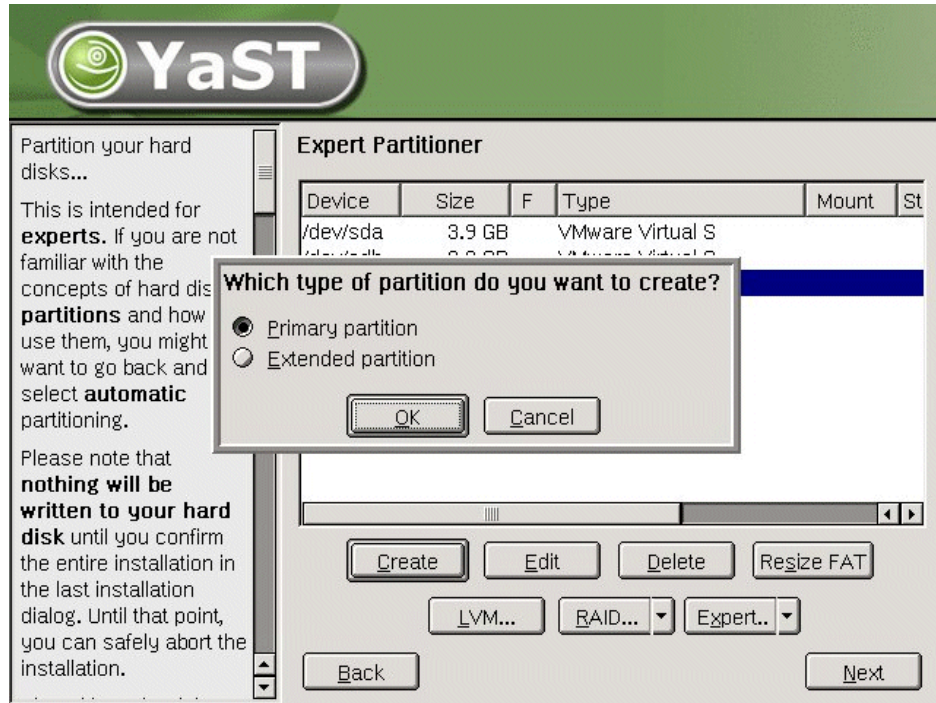 YaST
Partition your hard
disks...
This is intended for
experts. If you are not
familiar with the
concepts of hard dis
partitions and how
use them, you might
want to go back and
select automatic
partitioning.
Please note that
nothing will be
written to your hard
disk until you confirm
the entire installation in
the last installation
dialog. Until that point,
you can safely abort the
installation.
Expert Partitioner
Device Size F Type Mount St
/dev/sda 3.9 GB VMware Virtual S
Which type of partition do you want to create?
Primary partition
Extended partition
OK Cancel
Create Edit Delete Resize FAT
LVM... RAID... Expert..
Back Next